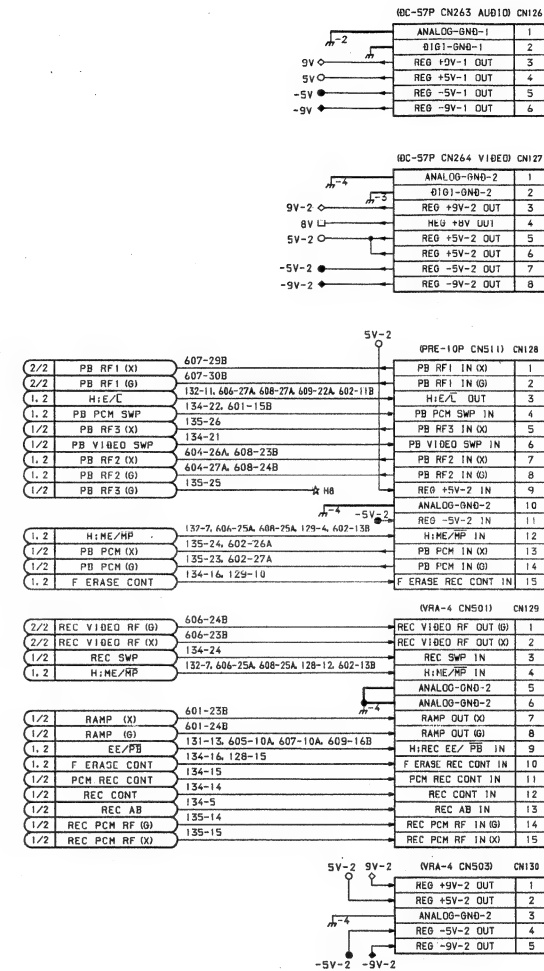 (DC-57P CN263 AUDIO) CN126
ANALOG-GND-1 1
-2
DIGI-GND-1 2
9V REG +9V-1 OUT 3
5V REG +5V-1 OUT 4
-5V REG -5V-1 OUT 5
-9V REG -9V-1 OUT 6
(DC-57P CN264 VIDEO) CN127
ANALOG-GND-2 1
-4
DIGI-GND-2 2
-3
9V-2 REG +9V-2 OUT 3
8V REG +8V OUT 4
5V-2 REG +5V-2 OUT 5
REG +5V-2 OUT 6
-5V-2 REG -5V-2 OUT 7
-9V-2 REG -9V-2 OUT 8
5V-2
(PRE-10P CN511) CN128
2/2 PB RF1 (X) 607-29B PB RF1 IN (X) 1
2/2 PB RF1 (G) 607-30B PB RF1 IN (G) 2
1, 2 H:E/L 132-11, 606-27A, 608-27A, 609-22A, 602-11B H:E/L OUT 3
1, 2 PB PCM SWP 134-22, 601-15B PB PCM SWP IN 4
1/2 PB RF3 (X) 135-26 PB RF3 IN (X) 5
1/2 PB VIDEO SWP 134-21 PB VIDEO SWP IN 6
1, 2 PB RF2 (X) 604-26A, 608-23B PB RF2 IN (X) 7
1, 2 PB RF2 (G) 604-27A, 608-24B PB RF2 IN (G) 8
1/2 PB RF3 (G) 135-25 H8 REG +5V-2 IN 9
-4 ANALOG-GND-2 10
-5V-2 REG -5V-2 IN 11
1, 2 H:ME/MP 132-7, 606-25A, 608-25A, 129-4, 602-13B H:ME/MP IN 12
1/2 PB PCM (X) 135-24, 602-26A PB PCM IN (X) 13
1/2 PB PCM (G) 135-23, 602-27A PB PCM IN (G) 14
1, 2 F ERASE CONT 134-16, 129-10 F ERASE REC CONT IN 15
(VRA-4 CN501) CN129
2/2 REC VIDEO RF (G) 606-24B REC VIDEO RF OUT (G) 1
2/2 REC VIDEO RF (X) 606-23B REC VIDEO RF OUT (X) 2
1/2 REC SWP 134-24 REC SWP IN 3
1, 2 H:ME/MP 132-7, 606-25A, 608-25A, 128-12, 602-13B H:ME/MP IN 4
ANALOG-GND-2 5
-4 ANALOG-GND-2 6
1/2 RAMP (X) 601-23B RAMP OUT (X) 7
1/2 RAMP (G) 601-24B RAMP OUT (G) 8
1, 2 EE/PB 131-13, 605-10A, 607-10A, 609-16B H:REC EE/ PB IN 9
1, 2 F ERASE CONT 134-16, 128-15 F ERASE REC CONT IN 10
1/2 PCM REC CONT 134-15 PCM REC CONT IN 11
1/2 REC CONT 134-14 REC CONT IN 12
1/2 REC AB 134-5 REC AB IN 13
1/2 REC PCM RF (G) 135-14 REC PCM RF IN (G) 14
1/2 REC PCM RF (X) 135-15 REC PCM RF IN (X) 15
5V-2 9V-2 (VRA-4 CN503) CN130
REG +9V-2 OUT 1
REG +5V-2 OUT 2
-4 ANALOG-GND-2 3
REG -5V-2 OUT 4
REG -9V-2 OUT 5
-5V-2 -9V-2